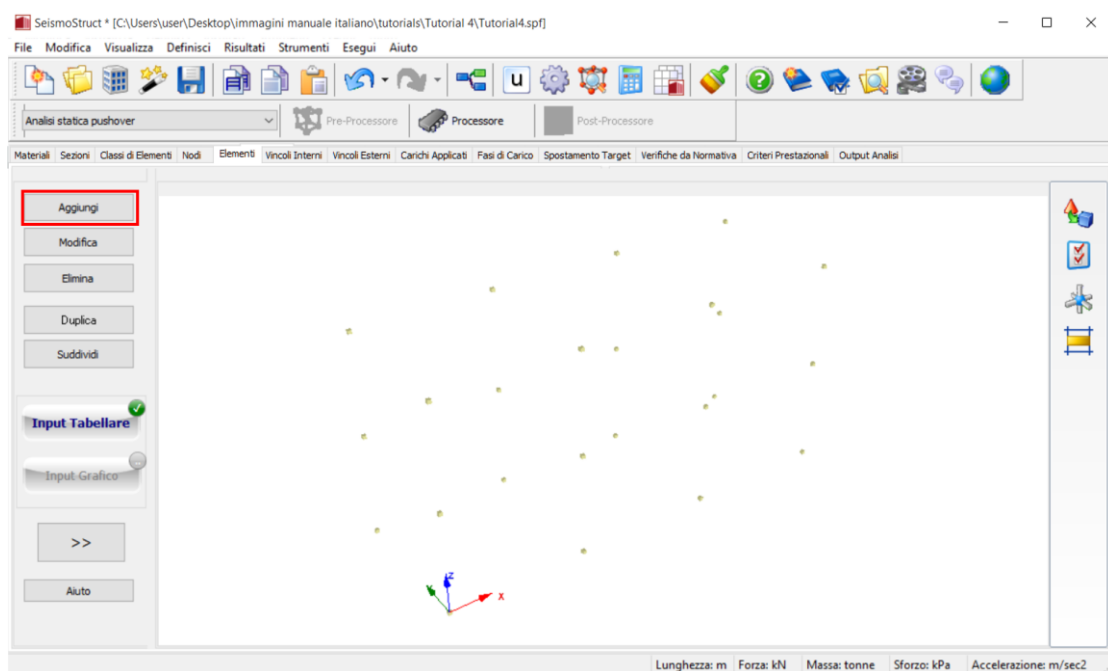 SeismoStruct * [C:\Users\user\Desktop\immagini manuale italiano\tutorials\Tutorial 4\Tutorial4.spf]
File Modifica Visualizza Definisci Risultati Strumenti Esegui Aiuto
u
Analisi statica pushover Pre-Processore Processore Post-Processore
Materiali Sezioni Classi di Elementi Nodi Elementi Vincoli Interni Vincoli Esterni Carichi Applicati Fasi di Carico Spostamento Target Verifiche da Normativa Criteri Prestazionali Output Analisi
Aggiungi
Modifica
Elimina
Duplica
Suddividi
Input Tabellare
Input Grafico
>>
Aiuto
Z
Y
X
Lunghezza: m Forza: kN Massa: tonne Sforzo: kPa Accelerazione: m/sec2